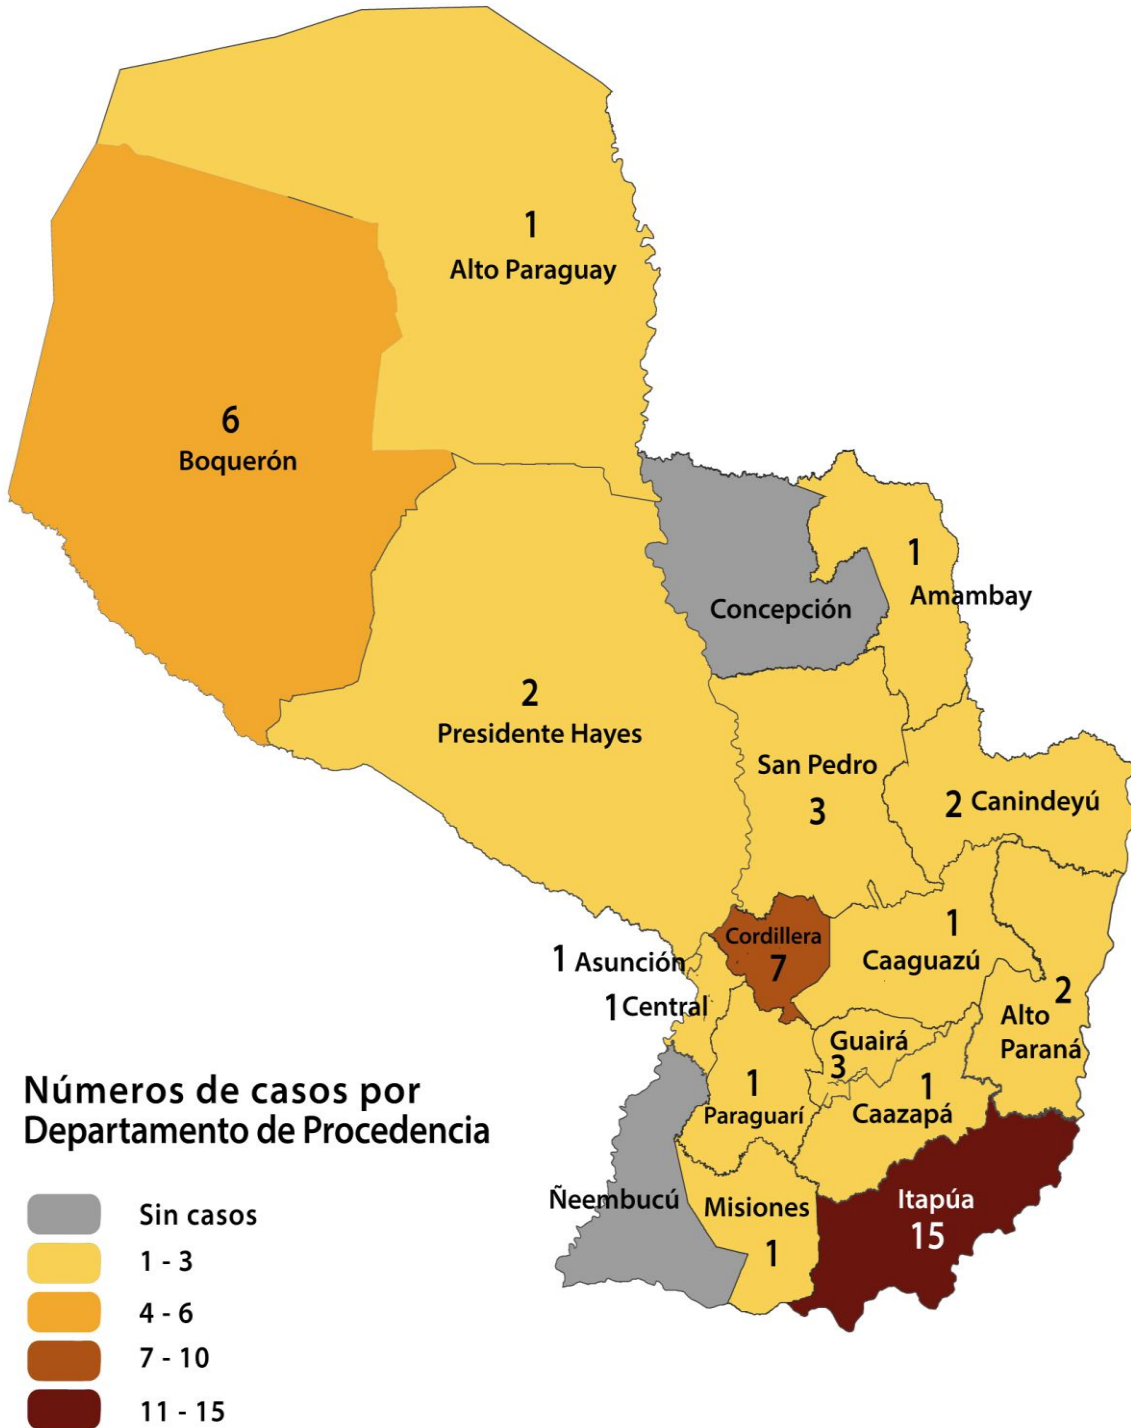 1
Alto Paraguay
6
Boquerón
1
Amambay
Concepción
2
Presidente Hayes
San Pedro
3
2 Canindeyú
Cordillera
7
1
Caaguazú
1 Asunción
1 Central
2
Alto
Paraná
Guairá
3
1
Paraguarí
1
Caazapá
Ñeembucú
Misiones
1
Itapúa
15
Números de casos por
Departamento de Procedencia
Sin casos
1 - 3
4 - 6
7 - 10
11 - 15